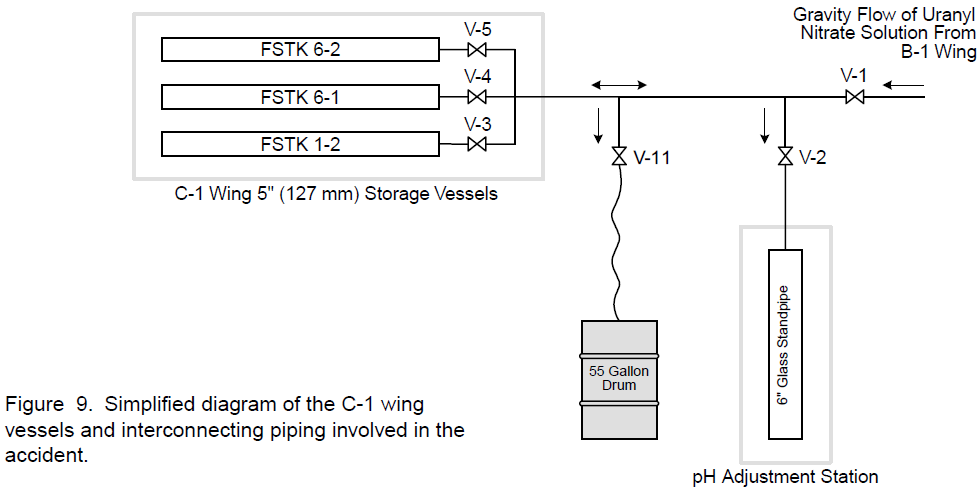 Gravity Flow of Uranyl
Nitrate Solution From
B-1 Wing
V-5
FSTK 6-2
V-4
V-1
FSTK 6-1
V-3
FSTK 1-2
V-11
V-2
C-1 Wing 5" (127 mm) Storage Vessels
6" Glass Standpipe
55 Gallon
Drum
Figure 9. Simplified diagram of the C-1 wing
vessels and interconnecting piping involved in the
accident.
pH Adjustment Station